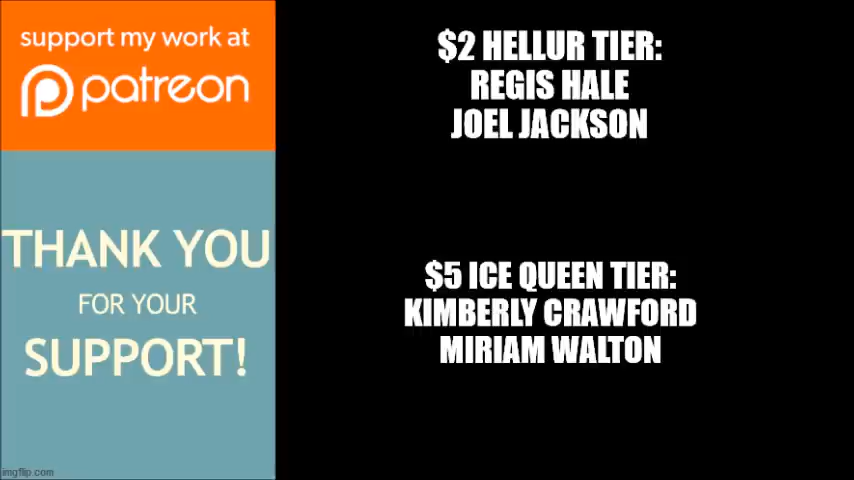 support my work at
patreon
THANK YOU
FOR YOUR
SUPPORT!
imgflip.com
$2 HELLUR TIER:
REGIS HALE
JOEL JACKSON
$5 ICE QUEEN TIER:
KIMBERLY CRAWFORD
MIRIAM WALTON